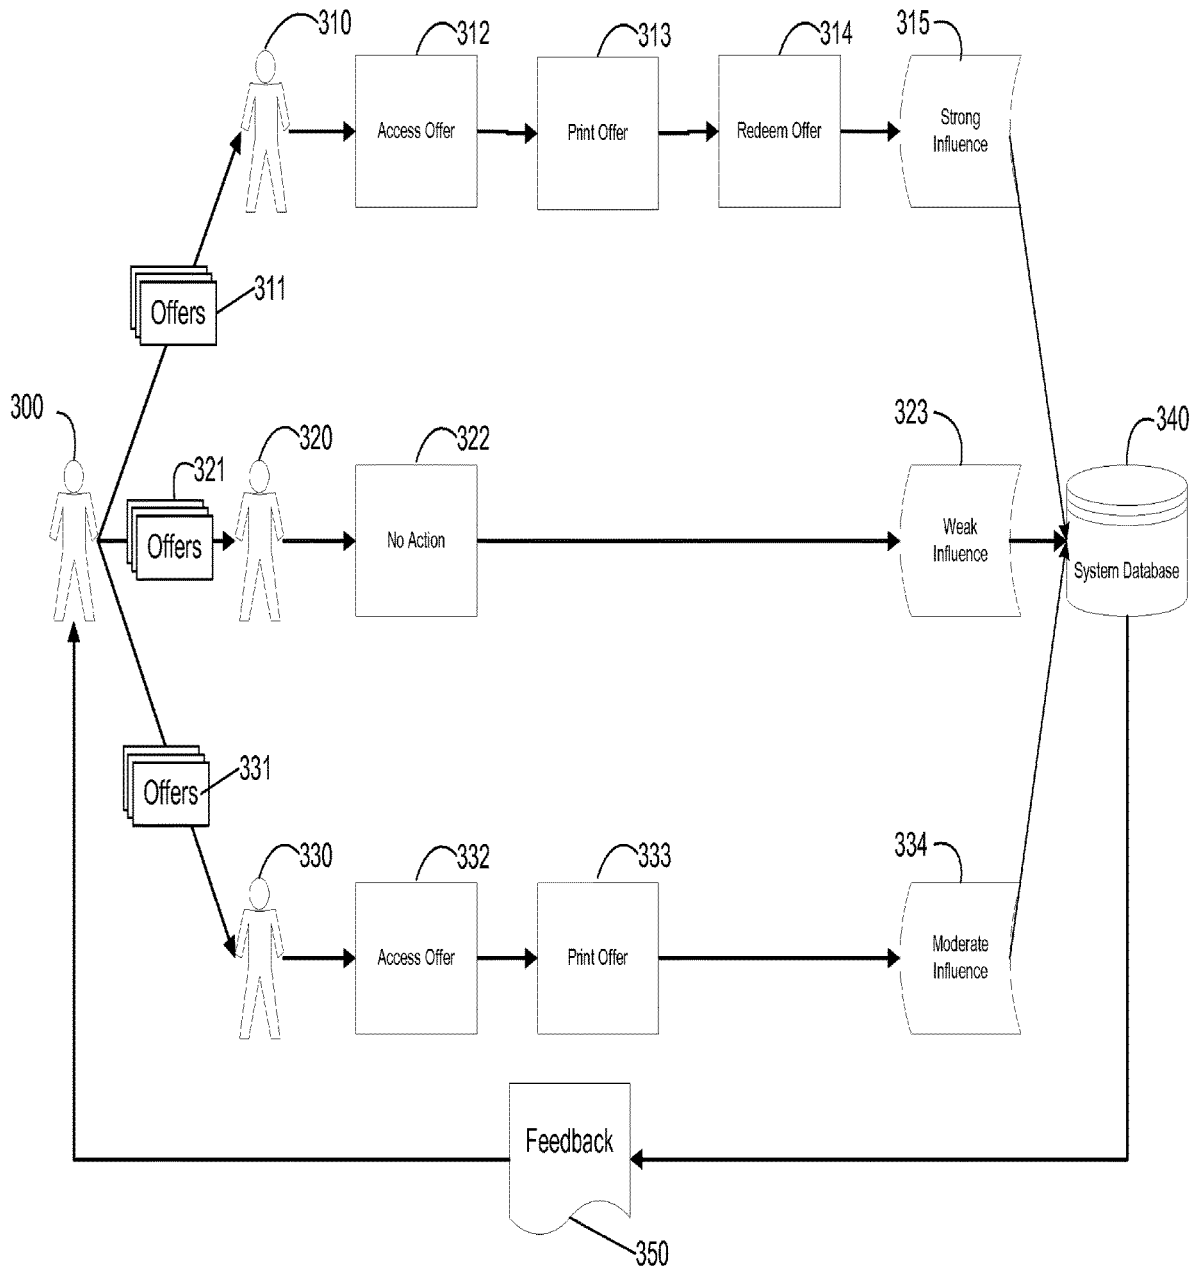 310
312
313
314
315
Access Offer
Print Offer
Redeem Offer
Strong
Influence
Offers
311
300
321
320
322
323
340
Offers
No Action
Weak
Influence
System Database
Offers
331
330
332
333
334
Access Offer
Print Offer
Moderate
Influence
Feedback
350